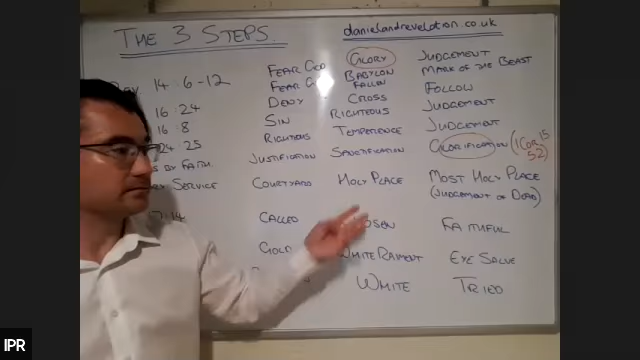 THE 3 STEPS.
danielandrevelation.co.uk
FEAR GOD GLORY JUDGEMENT
14 6-12 FEAR BABYLON FALLEN MARK OF THE BEAST
16:24 DENY CROSS FOLLOW
16:8 SIN RIGHTEOUS JUDGEMENT
24 25 RIGHTEOUS TEMPERENCE JUDGEMENT
BY FAITH JUSTIFICATION SANCTIFICATION GLORIFICATION (1COR 15 52)
SERVICE COURTYARD HOLY PLACE MOST HOLY PLACE
(JUDGEMENT OF DEAD)
14 CALLED FAITHFUL
GOLD WHITE RAIMENT EYE SALVE
WHITE TRIED
IPR